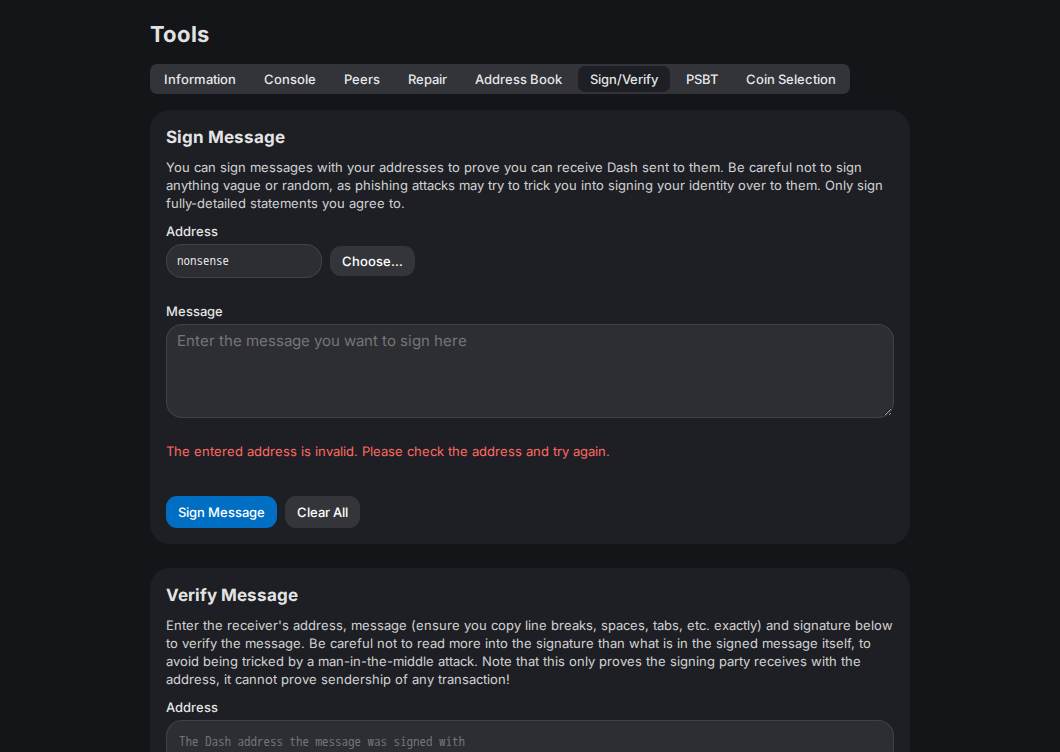 Tools
Information Console Peers Repair Address Book Sign/Verify PSBT Coin Selection
Sign Message
You can sign messages with your addresses to prove you can receive Dash sent to them. Be careful not to sign
anything vague or random, as phishing attacks may try to trick you into signing your identity over to them. Only sign
fully-detailed statements you agree to.
Address
nonsense Choose...
Message
Enter the message you want to sign here
The entered address is invalid. Please check the address and try again.
Sign Message Clear All
Verify Message
Enter the receiver's address, message (ensure you copy line breaks, spaces, tabs, etc. exactly) and signature below
to verify the message. Be careful not to read more into the signature than what is in the signed message itself, to
avoid being tricked by a man-in-the-middle attack. Note that this only proves the signing party receives with the
address, it cannot prove sendership of any transaction!
Address
The Dash address the message was signed with